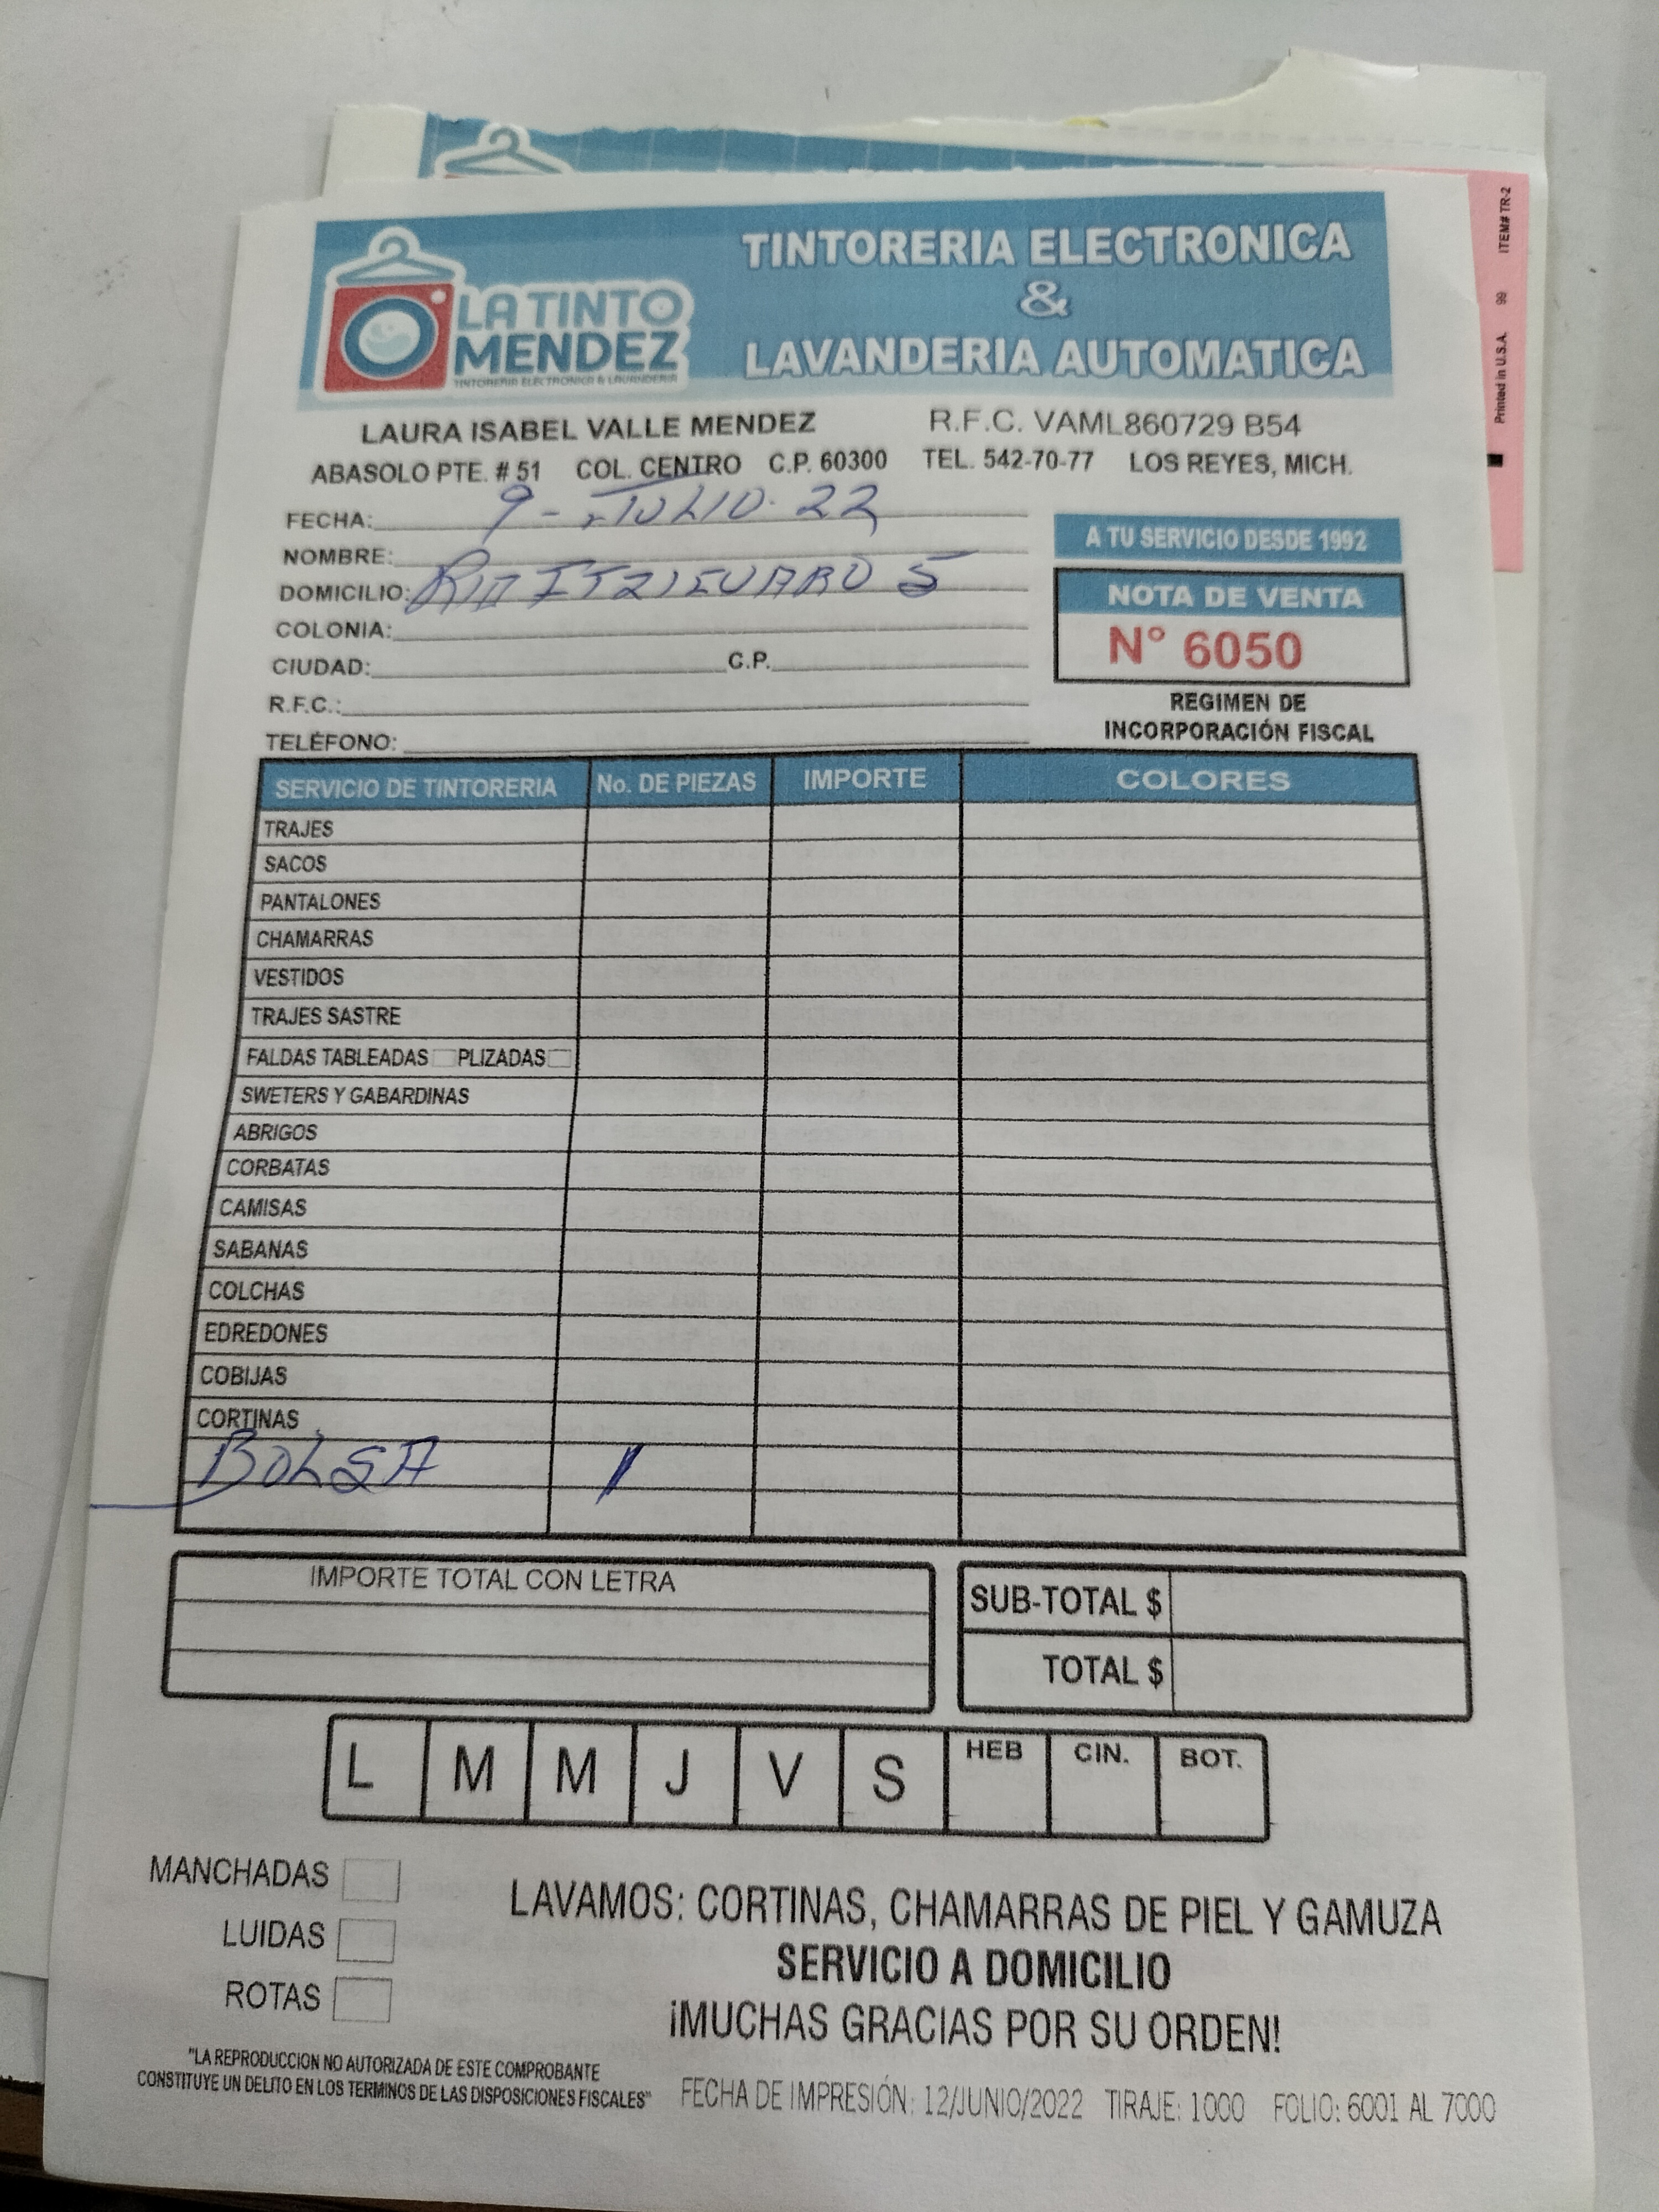 TINTORERIA ELECTRONICA
&
LAVANDERIA AUTOMATICA
LA TINTO
MENDEZ
TINTORERIA ELECTRONICA & LAVANDERIA
LAURA ISABEL VALLE MENDEZ R.F.C. VAML860729 B54
ABASOLO PTE. # 51 COL. CENTRO C.P. 60300 TEL. 542-70-77 LOS REYES, MICH.
FECHA: 9 - JULIO - 22
NOMBRE:
DOMICILIO: 5
COLONIA:
CIUDAD: C.P.
R.F.C.:
TELÉFONO:
A TU SERVICIO DESDE 1992
NOTA DE VENTA
N° 6050
REGIMEN DE
INCORPORACIÓN FISCAL
SERVICIO DE TINTORERIA No. DE PIEZAS IMPORTE COLORES
TRAJES
SACOS
PANTALONES
CHAMARRAS
VESTIDOS
TRAJES SASTRE
FALDAS TABLEADAS PLIZADAS
SWETERS Y GABARDINAS
ABRIGOS
CORBATAS
CAMISAS
SABANAS
COLCHAS
EDREDONES
COBIJAS
CORTINAS
BOLSA 1
IMPORTE TOTAL CON LETRA
SUB-TOTAL $
TOTAL $
L M M J V S HEB CIN. BOT.
MANCHADAS
LUIDAS
ROTAS
LAVAMOS: CORTINAS, CHAMARRAS DE PIEL Y GAMUZA
SERVICIO A DOMICILIO
¡MUCHAS GRACIAS POR SU ORDEN!
"LA REPRODUCCION NO AUTORIZADA DE ESTE COMPROBANTE
CONSTITUYE UN DELITO EN LOS TERMINOS DE LAS DISPOSICIONES FISCALES"
FECHA DE IMPRESIÓN: 12/JUNIO/2022 TIRAJE: 1000 FOLIO: 6001 AL 7000
Printed in U.S.A. 99 ITEM# TR-2